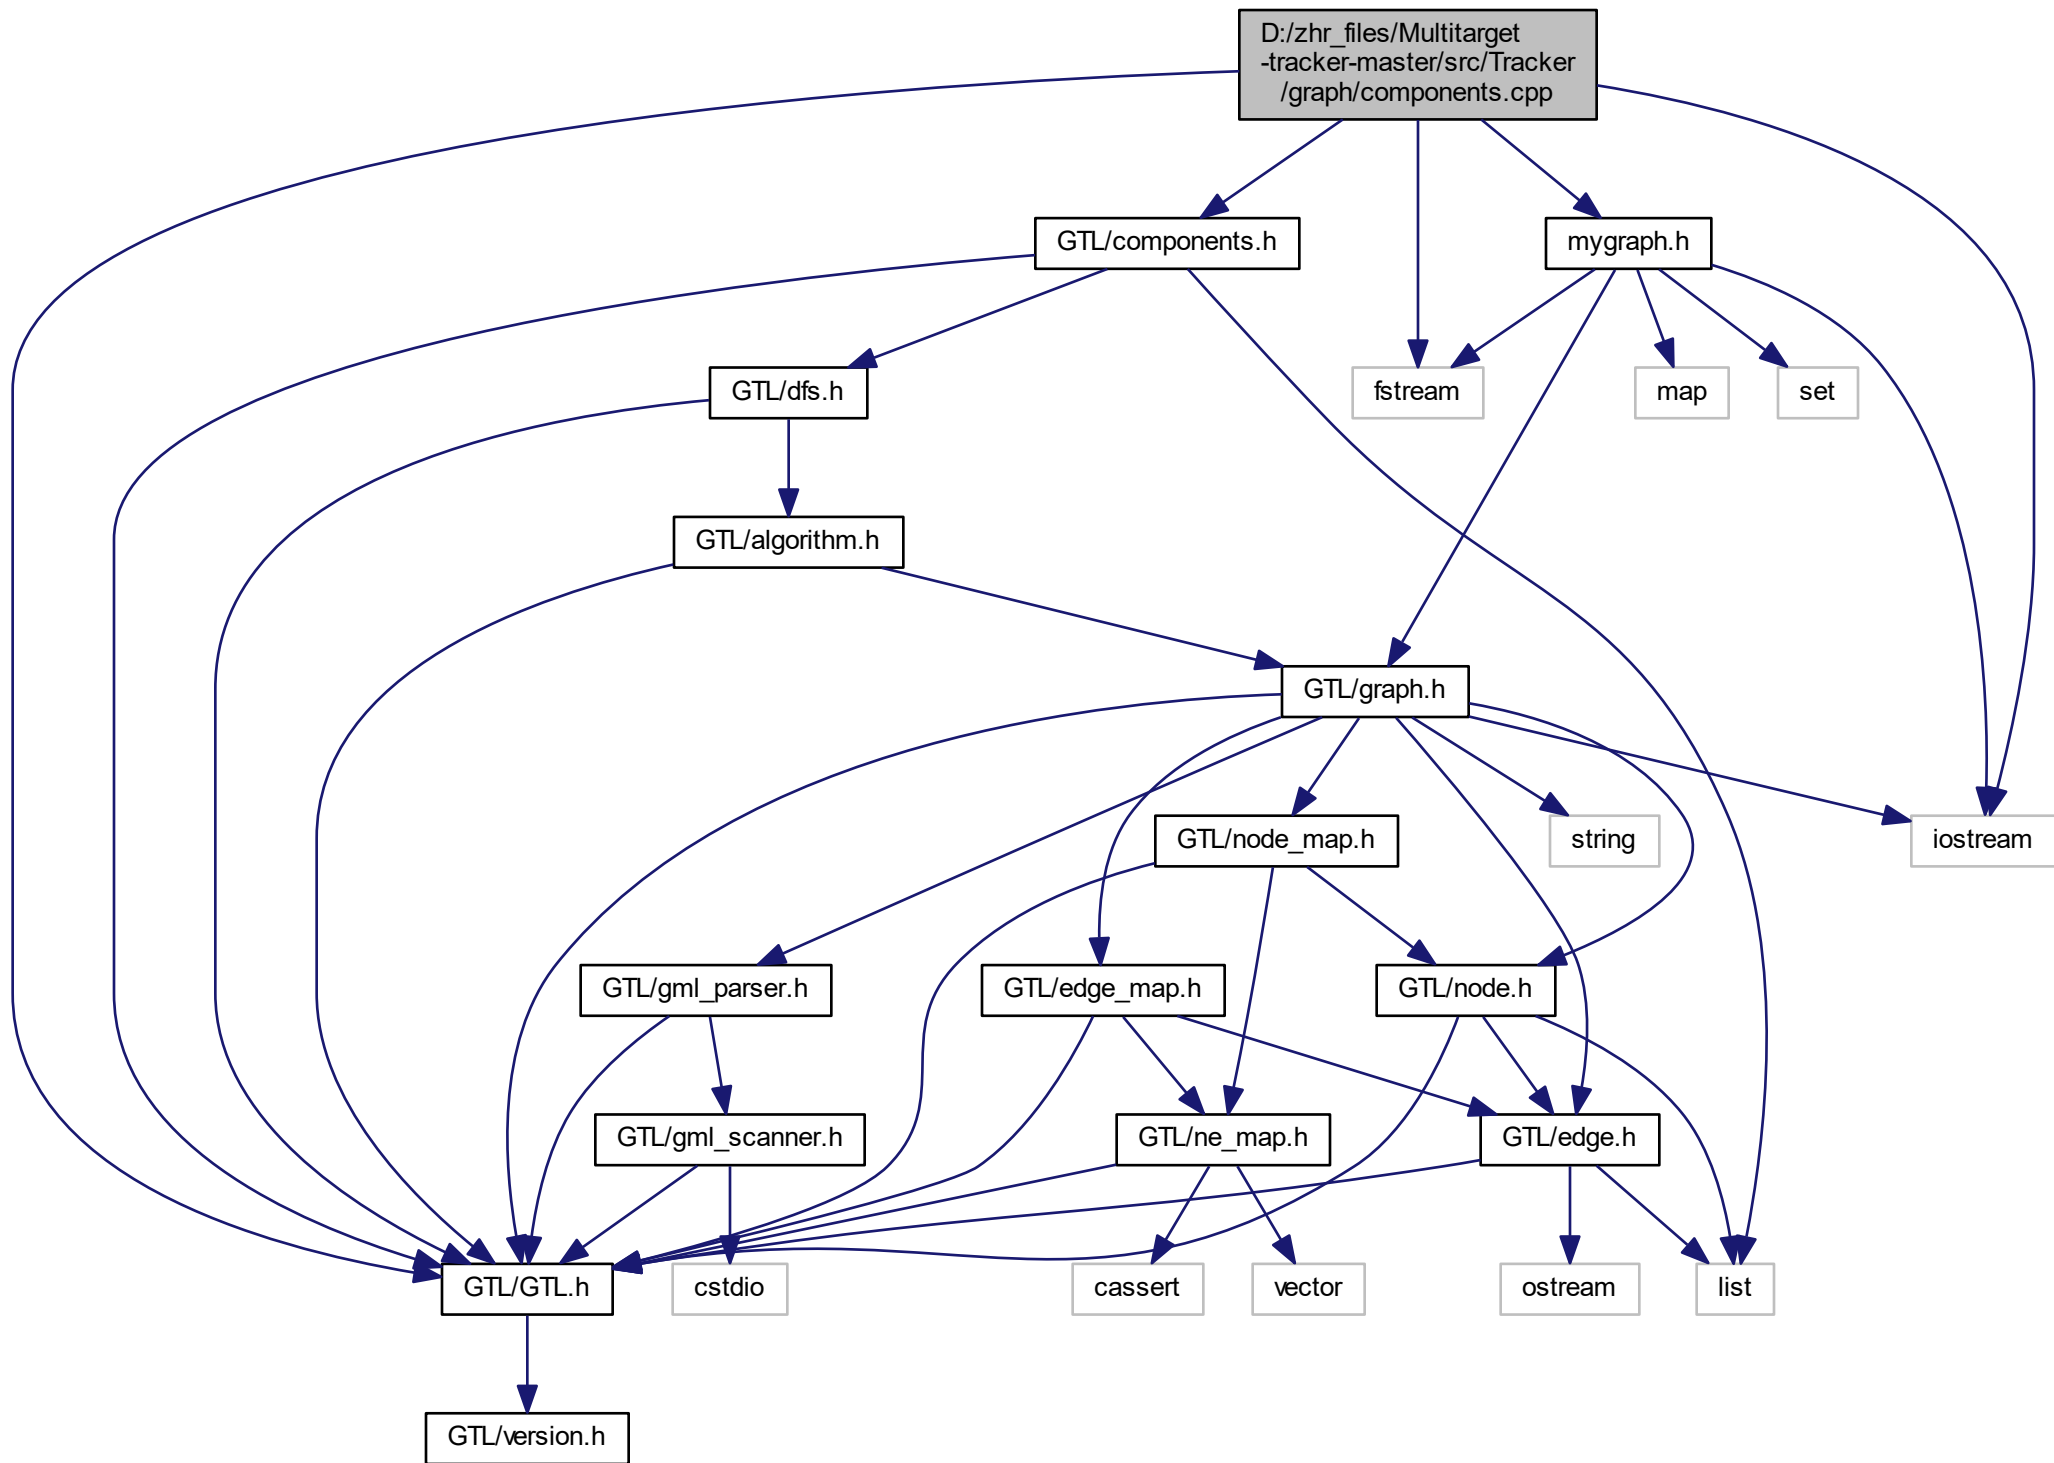 D:/zhr_files/Multitarget
-tracker-master/src/Tracker
/graph/components.cpp
GTL/components.h
mygraph.h
GTL/dfs.h
fstream
map
set
GTL/algorithm.h
GTL/graph.h
GTL/node_map.h
string
iostream
GTL/gml_parser.h
GTL/edge_map.h
GTL/node.h
GTL/gml_scanner.h
GTL/ne_map.h
GTL/edge.h
GTL/GTL.h
cstdio
cassert
vector
ostream
list
GTL/version.h